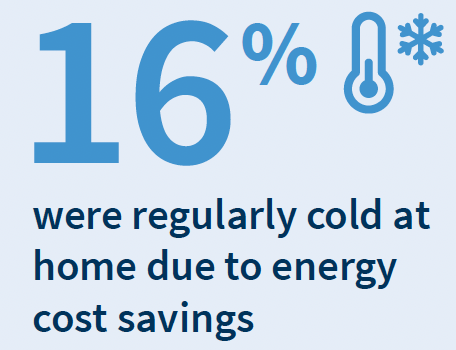 16%
were regularly cold at
home due to energy
cost savings